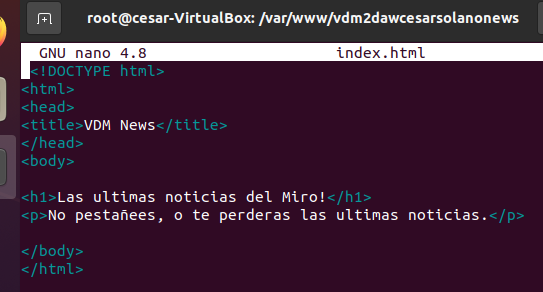 root@cesar-VirtualBox: /var/www/vdm2dawcesarsolanonews
GNU nano 4.8 index.html
<!DOCTYPE html>
<html>
<head>
<title>VDM News</title>
</head>
<body>
<h1>Las ultimas noticias del Miro!</h1>
<p>No pestañees, o te perderas las ultimas noticias.</p>
</body>
</html>